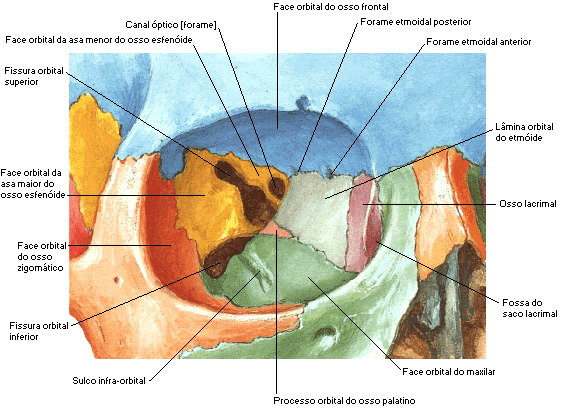 Face orbital do osso frontal
Canal óptico [forame]
Forame etmoidal posterior
Face orbital da asa menor do osso esfenóide
Forame etmoidal anterior
Fissura orbital
superior
Lâmina orbital
do etmóide
Face orbital da
asa maior do
osso esfenóide
Osso lacrimal
Face orbital
do osso
zigomático
Fossa do
saco lacrimal
Fissura orbital
inferior
Face orbital do maxilar
Sulco infra-orbital
Processo orbital do osso palatino